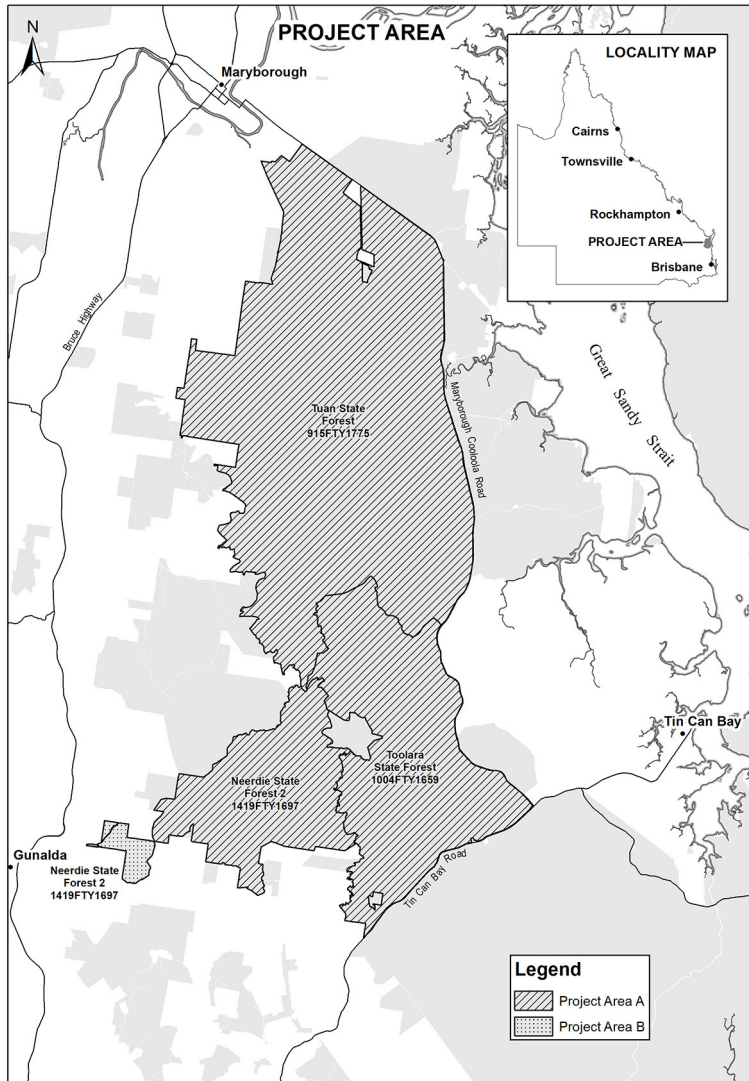 PROJECT AREA
N
Maryborough
LOCALITY MAP
Cairns
Townsville
Rockhampton
PROJECT AREA
Brisbane
Bruce Highway
Great Sandy Strait
Tuan State
Forest
915FTY1775
Maryborough Cooloola Road
Tin Can Bay
Toolara
State Forest
1004FTY1659
Neerdie State
Forest 2
1419FTY1697
Gunalda
Neerdie State
Forest 2
1419FTY1697
Tin Can Bay Road
Legend
Project Area A
Project Area B